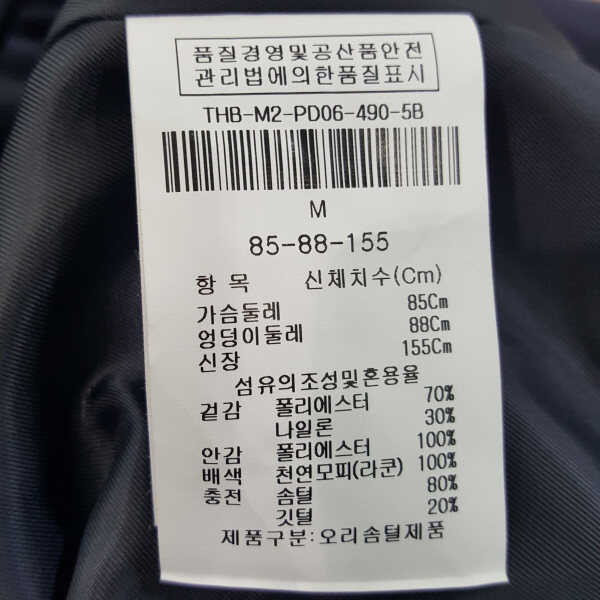 품질경영및공산품안전
관리법에의한품질표시
THB-M2-PD06-490-5B
M
85-88-155
항 목 신체치수(Cm)
가슴둘레 85Cm
엉덩이둘레 88Cm
신장 155Cm
섬유의조성및혼용율
겉감 폴리에스터 70%
나일론 30%
안감 폴리에스터 100%
배색 천연모피(라쿤) 100%
충전 솜털 80%
깃털 20%
제품구분:오리솜털제품